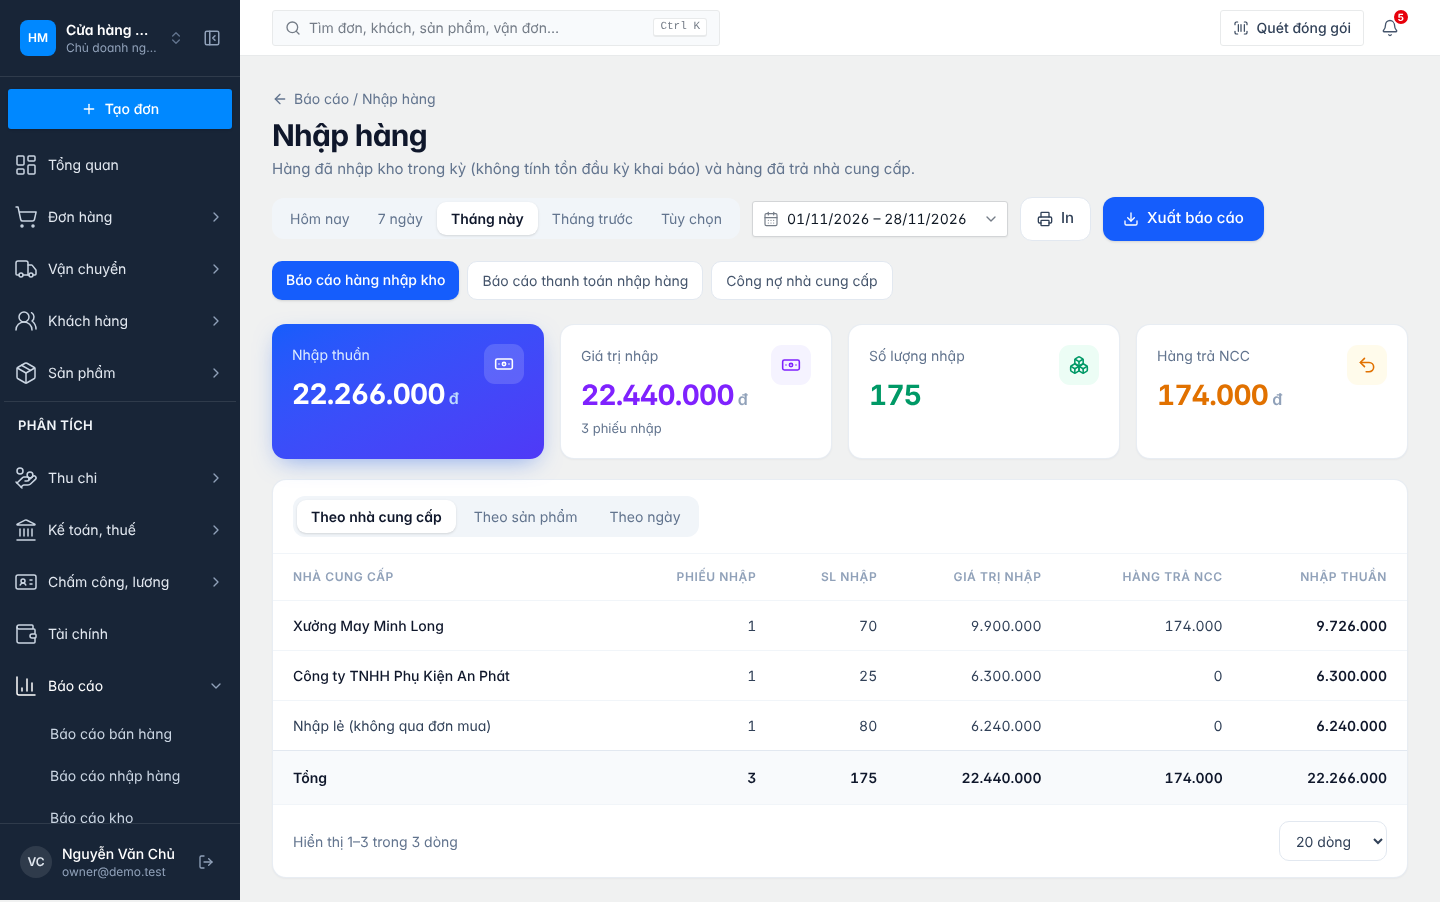 HM
Cửa hàng ...
Chủ doanh ng...
Tìm đơn, khách, sản phẩm, vận đơn...
Ctrl K
Quét đóng gói
5
Tạo đơn
Tổng quan
Đơn hàng
Vận chuyển
Khách hàng
Sản phẩm
PHÂN TÍCH
Thu chi
Kế toán, thuế
Chấm công, lương
Tài chính
Báo cáo
Báo cáo bán hàng
Báo cáo nhập hàng
Báo cáo kho
VC
Nguyễn Văn Chủ
owner@demo.test
Báo cáo / Nhập hàng
Nhập hàng
Hàng đã nhập kho trong kỳ (không tính tồn đầu kỳ khai báo) và hàng đã trả nhà cung cấp.
Hôm nay 7 ngày Tháng này Tháng trước Tùy chọn 01/11/2026 – 28/11/2026 In Xuất báo cáo
Báo cáo hàng nhập kho Báo cáo thanh toán nhập hàng Công nợ nhà cung cấp
Nhập thuần
22.266.000 đ
Giá trị nhập
22.440.000 đ
3 phiếu nhập
Số lượng nhập
175
Hàng trả NCC
174.000 đ
Theo nhà cung cấp Theo sản phẩm Theo ngày
NHÀ CUNG CẤP PHIẾU NHẬP SL NHẬP GIÁ TRỊ NHẬP HÀNG TRẢ NCC NHẬP THUẦN
Xưởng May Minh Long 1 70 9.900.000 174.000 9.726.000
Công ty TNHH Phụ Kiện An Phát 1 25 6.300.000 0 6.300.000
Nhập lẻ (không qua đơn mua) 1 80 6.240.000 0 6.240.000
Tổng 3 175 22.440.000 174.000 22.266.000
Hiển thị 1–3 trong 3 dòng
20 dòng